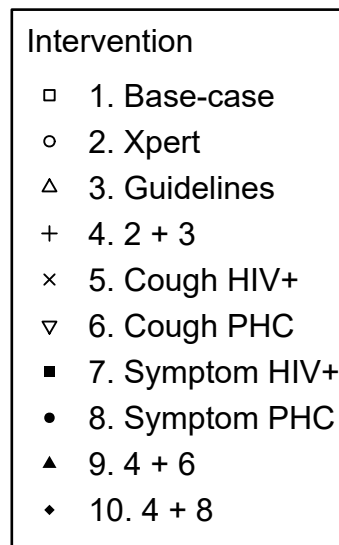 Intervention
1. Base-case
2. Xpert
3. Guidelines
4. 2 + 3
5. Cough HIV+
6. Cough PHC
7. Symptom HIV+
8. Symptom PHC
9. 4 + 6
10. 4 + 8